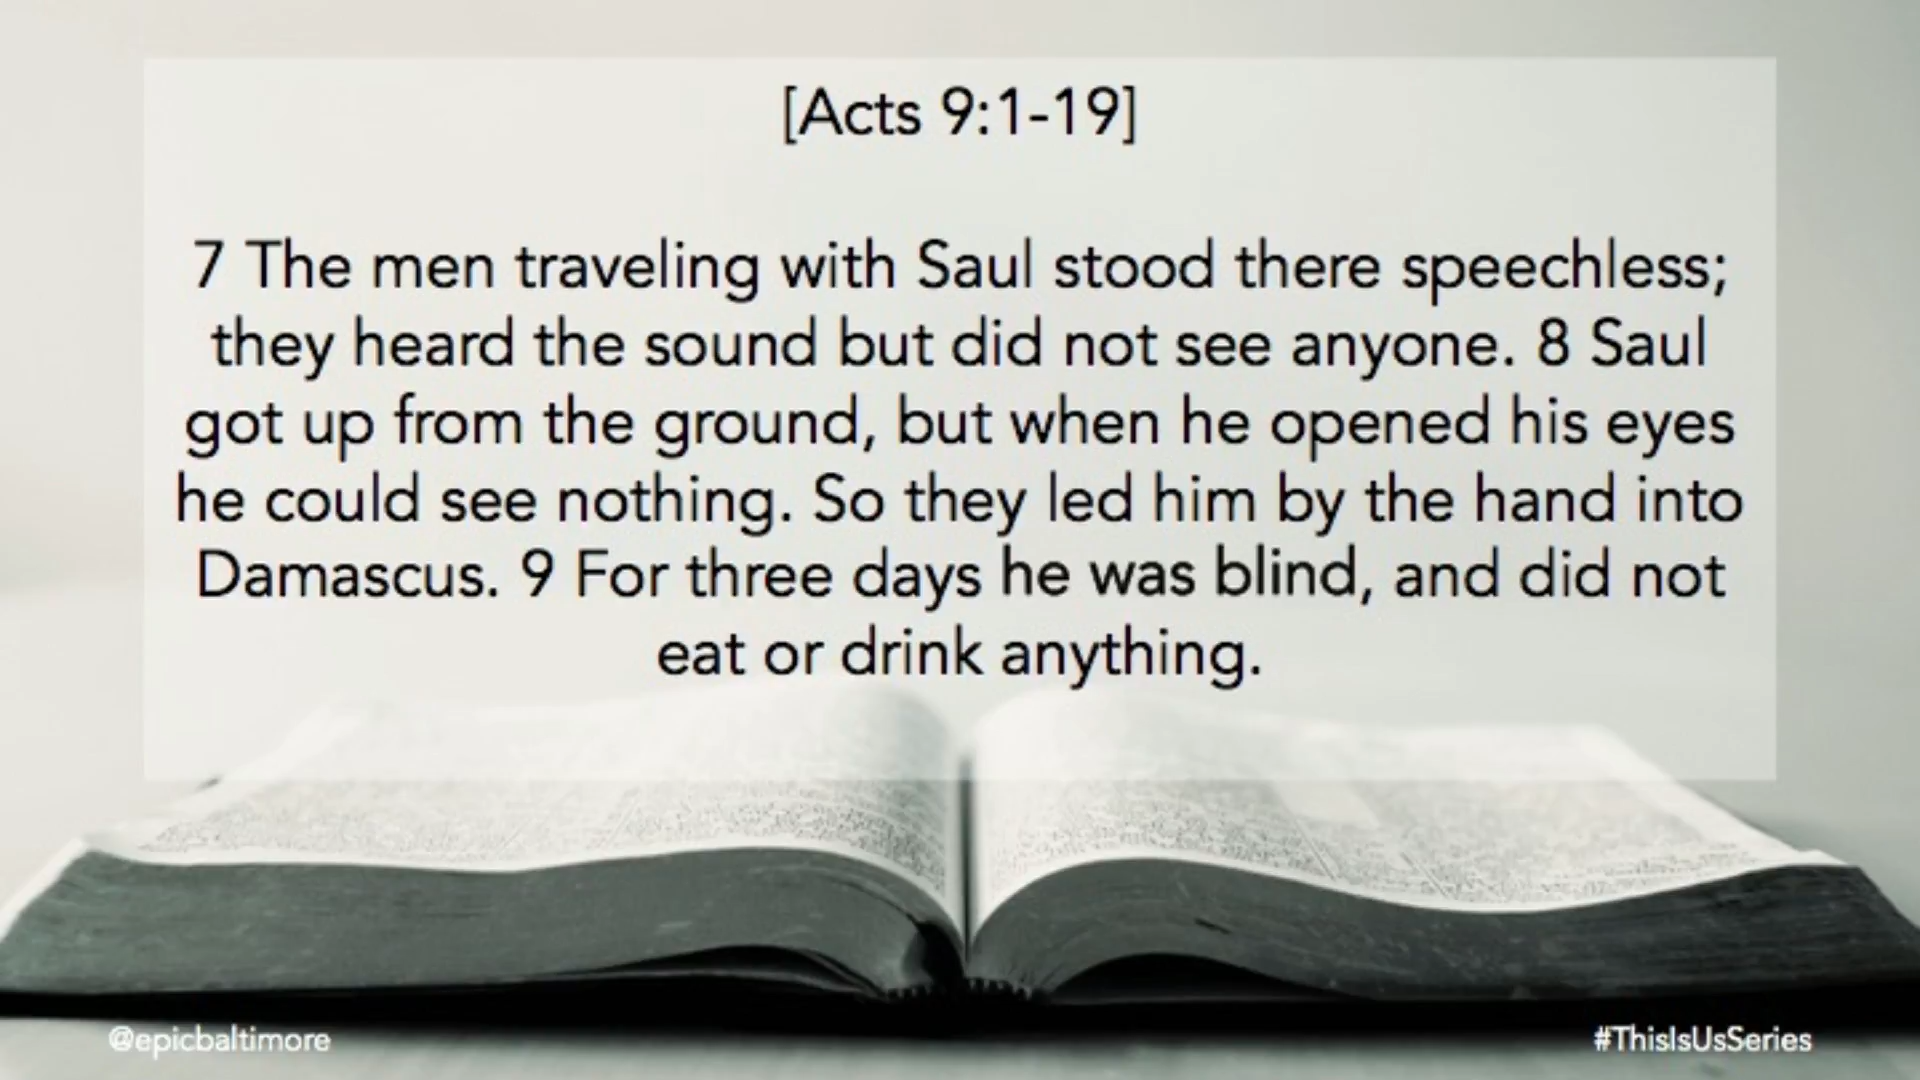 [Acts 9:1-19]
7 The men traveling with Saul stood there speechless;
they heard the sound but did not see anyone. 8 Saul
got up from the ground, but when he opened his eyes
he could see nothing. So they led him by the hand into
Damascus. 9 For three days he was blind, and did not
eat or drink anything.
@epicbaltimore
#ThisIsUsSeries